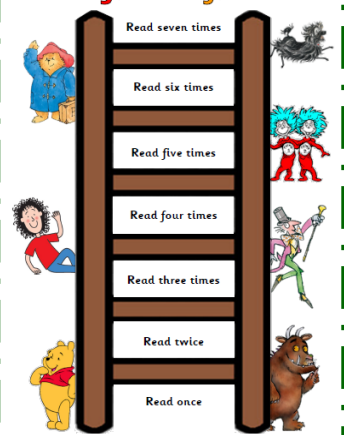 Read seven times
Read six times
Read five times
Read four times
Read three times
Read twice
Read once